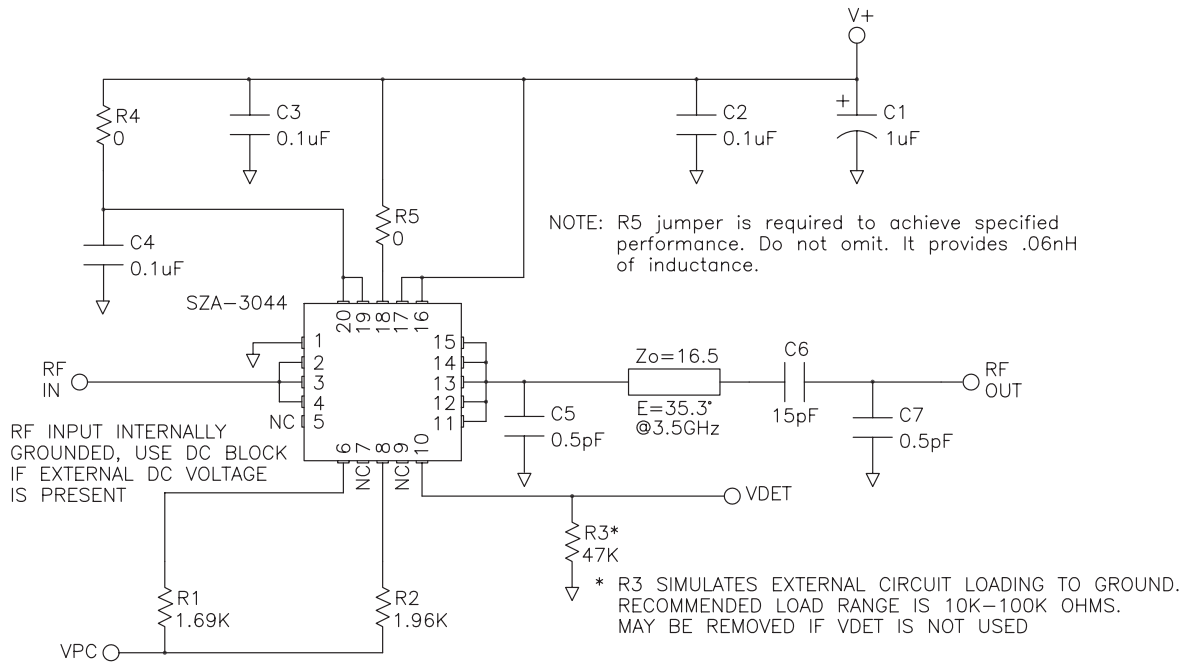 V+
R4
0
C3
0.1uF
C2
0.1uF
+
C1
1uF
R5
0
NOTE: R5 jumper is required to achieve specified
performance. Do not omit. It provides .06nH
of inductance.
C4
0.1uF
SZA-3044
20
19
18
17
16
1
2
3
4
NC
5
15
14
13
12
11
6
7
8
9
10
NC
NC
RF
IN
RF INPUT INTERNALLY
GROUNDED, USE DC BLOCK
IF EXTERNAL DC VOLTAGE
IS PRESENT
Zo=16.5
E=35.3°
@3.5GHz
C6
15pF
RF
OUT
C5
0.5pF
C7
0.5pF
VDET
R3*
47K
* R3 SIMULATES EXTERNAL CIRCUIT LOADING TO GROUND.
RECOMMENDED LOAD RANGE IS 10K-100K OHMS.
MAY BE REMOVED IF VDET IS NOT USED
R1
1.69K
R2
1.96K
VPC